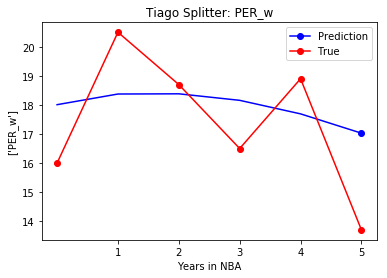 Tiago Splitter: PER_w
Prediction
True
20
19
18
17
16
15
14
['PER_w']
1 2 3 4 5
Years in NBA